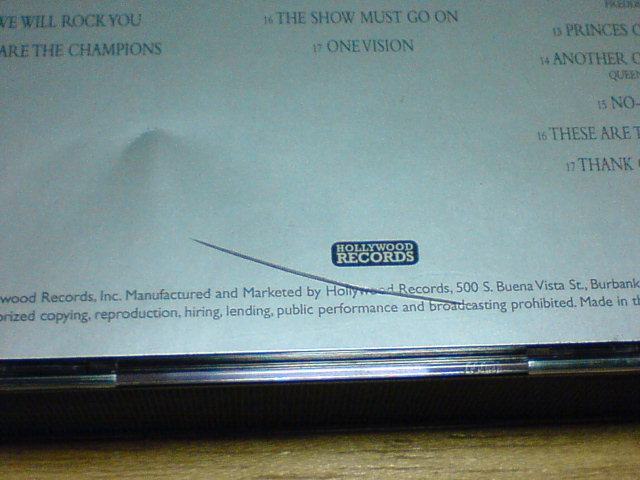 WE WILL ROCK YOU
ARE THE CHAMPIONS
16 THE SHOW MUST GO ON
17 ONE VISION
13 PRINCES
14 ANOTHER
QUEEN
15 NO-
16 THESE ARE
17 THANK
HOLLYWOOD
RECORDS
wood Records, Inc. Manufactured and Marketed by Hollywood Records, 500 S. Buena Vista St., Burbank
orized copying, reproduction, hiring, lending, public performance and broadcasting prohibited. Made in th